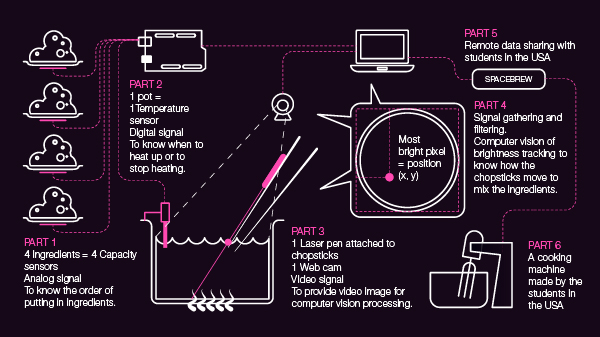 PART 1
4 Ingredients = 4 Capacity
sensors
Analog signal
To know the order of
putting in ingredients.
PART 2
1 pot =
1Temperature
sensor
Digital signal
To know when to
heat up or to
stop heating.
PART 3
1 Laser pen attached to
chopsticks
1 Web cam
Video signal
To provide video image for
computer vision processing.
Most
bright pixel
= position
(x, y)
PART 4
Signal gathering and
filtering.
Computer vision of
brightness tracking to
know how the
chopsticks move to
mix the ingredients.
PART 5
Remote data sharing with
students in the USA
SPACEBREW
PART 6
A cooking
machine
made by the
students in
the USA